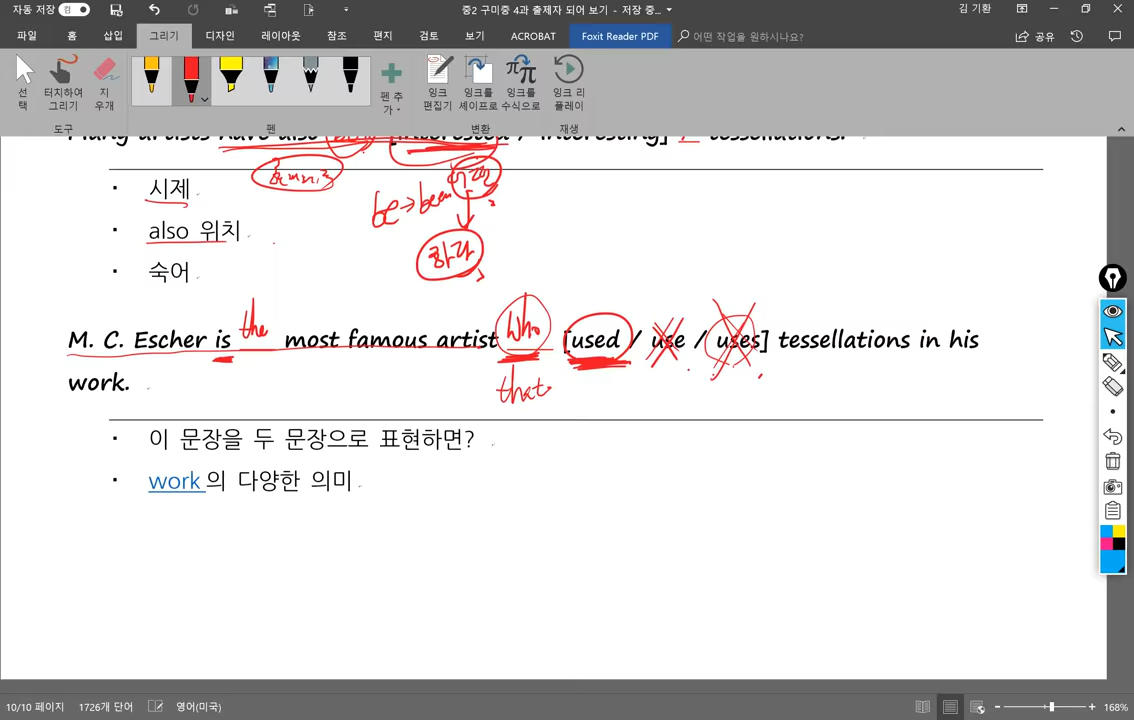 자동 저장 컴
중2 구미중 4과 출제자 되어 보기 - 저장 중...
김 기환
파일 홈 삽입 그리기 디자인 레이아웃 참조 편지 검토 보기 ACROBAT Foxit Reader PDF 어떤 작업을 원하시나요? 공유
선택 터치하여 그리기 지우개 펜 추가 잉크 편집기 잉크를 셰이프로 잉크를 수식으로 잉크 리플레이
도구 펜 변환 재생
Many artists have also [interested / interesting] tessellations.
시제
be → been
also 위치
숙어
the who
M. C. Escher is most famous artist [used / use / uses] tessellations in his
work.
that
이 문장을 두 문장으로 표현하면?
work의 다양한 의미
10/10 페이지 1726개 단어 영어(미국) 168%